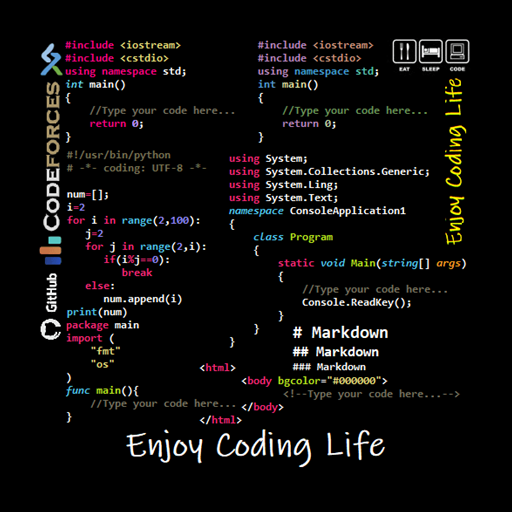 #include <iostream>
#include <cstdio>
using namespace std;
int main()
{
    //Type your code here...
    return 0;
}
#include <iostream>
#include <cstdio>
using namespace std;
int main()
{
    //Type your code here...
    return 0;
}
EAT SLEEP CODE
Enjoy Coding Life
CODEFORCES
GitHub
#!/usr/bin/python
# -*- coding: UTF-8 -*-
num=[];
i=2
for i in range(2,100):
    j=2
    for j in range(2,i):
        if(i%j==0):
            break
    else:
        num.append(i)
print(num)
package main
import (
    "fmt"
    "os"
)
func main(){
    //Type your code here...
}
using System;
using System.Collections.Generic;
using System.Ling;
using System.Text;
namespace ConsoleApplication1
{
    class Program
    {
        static void Main(string[] args)
        {
            //Type your code here...
            Console.ReadKey();
        }
    }
}
# Markdown
## Markdown
### Markdown
<html>
<body bgcolor="#000000">
<!--Type your code here...-->
</body>
</html>
Enjoy Coding Life